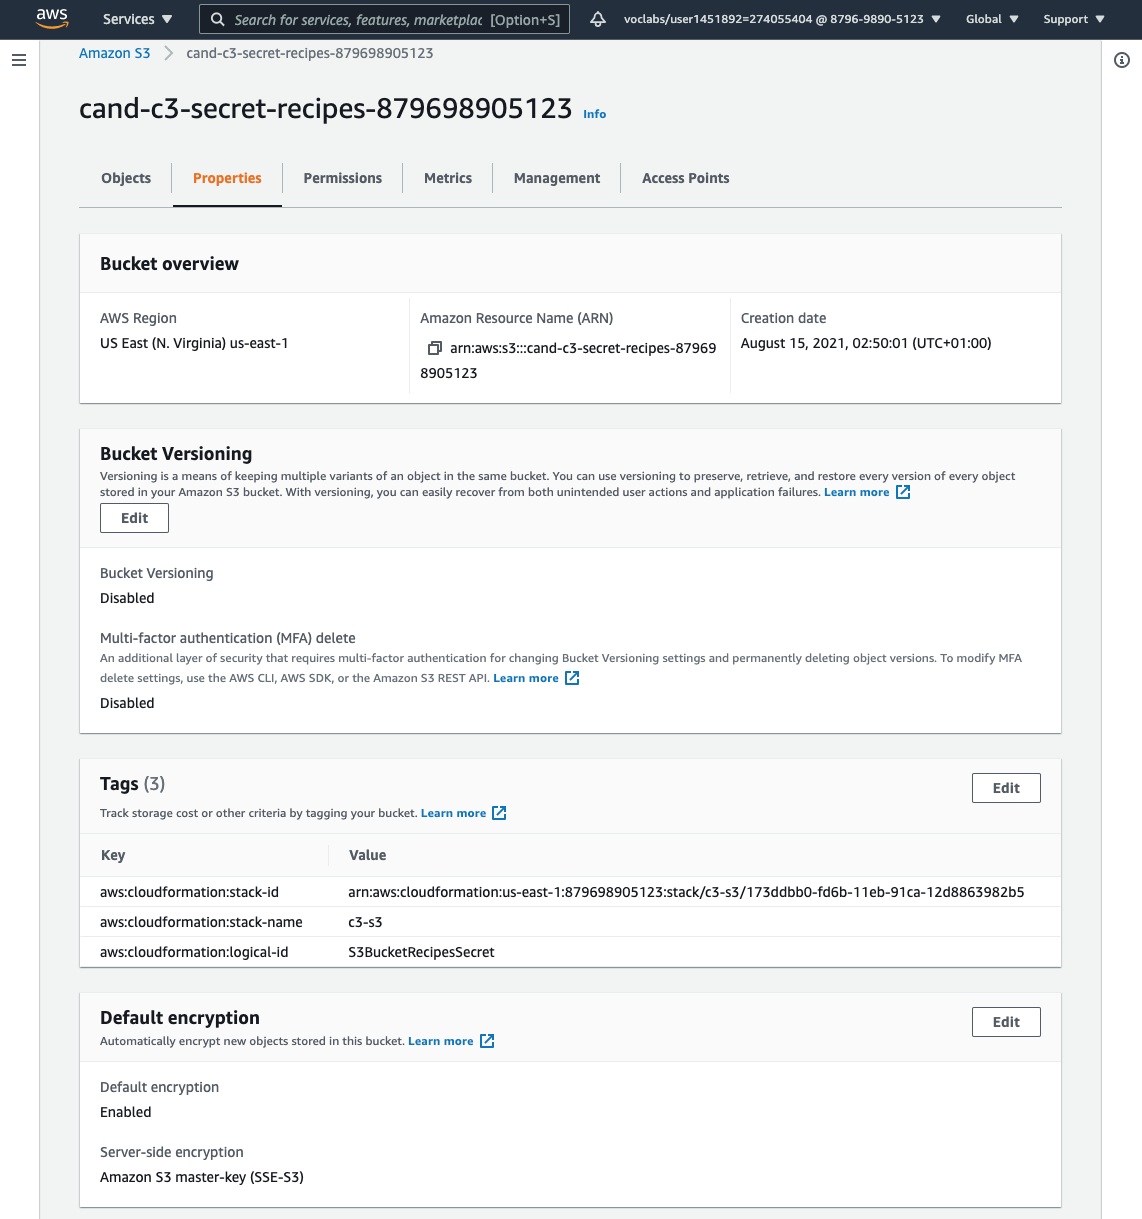 aws
Services
Search for services, features, marketplac [Option+S]
voclabs/user1451892=274055404 @ 8796-9890-5123
Global
Support
Amazon S3
cand-c3-secret-recipes-879698905123
cand-c3-secret-recipes-879698905123 Info
Objects
Properties
Permissions
Metrics
Management
Access Points
Bucket overview
AWS Region
US East (N. Virginia) us-east-1
Amazon Resource Name (ARN)
arn:aws:s3:::cand-c3-secret-recipes-87969
8905123
Creation date
August 15, 2021, 02:50:01 (UTC+01:00)
Bucket Versioning
Versioning is a means of keeping multiple variants of an object in the same bucket. You can use versioning to preserve, retrieve, and restore every version of every object
stored in your Amazon S3 bucket. With versioning, you can easily recover from both unintended user actions and application failures. Learn more
Edit
Bucket Versioning
Disabled
Multi-factor authentication (MFA) delete
An additional layer of security that requires multi-factor authentication for changing Bucket Versioning settings and permanently deleting object versions. To modify MFA
delete settings, use the AWS CLI, AWS SDK, or the Amazon S3 REST API. Learn more
Disabled
Tags (3)
Edit
Track storage cost or other criteria by tagging your bucket. Learn more
Key
Value
aws:cloudformation:stack-id
arn:aws:cloudformation:us-east-1:879698905123:stack/c3-s3/173ddbb0-fd6b-11eb-91ca-12d8863982b5
aws:cloudformation:stack-name
c3-s3
aws:cloudformation:logical-id
S3BucketRecipesSecret
Default encryption
Edit
Automatically encrypt new objects stored in this bucket. Learn more
Default encryption
Enabled
Server-side encryption
Amazon S3 master-key (SSE-S3)